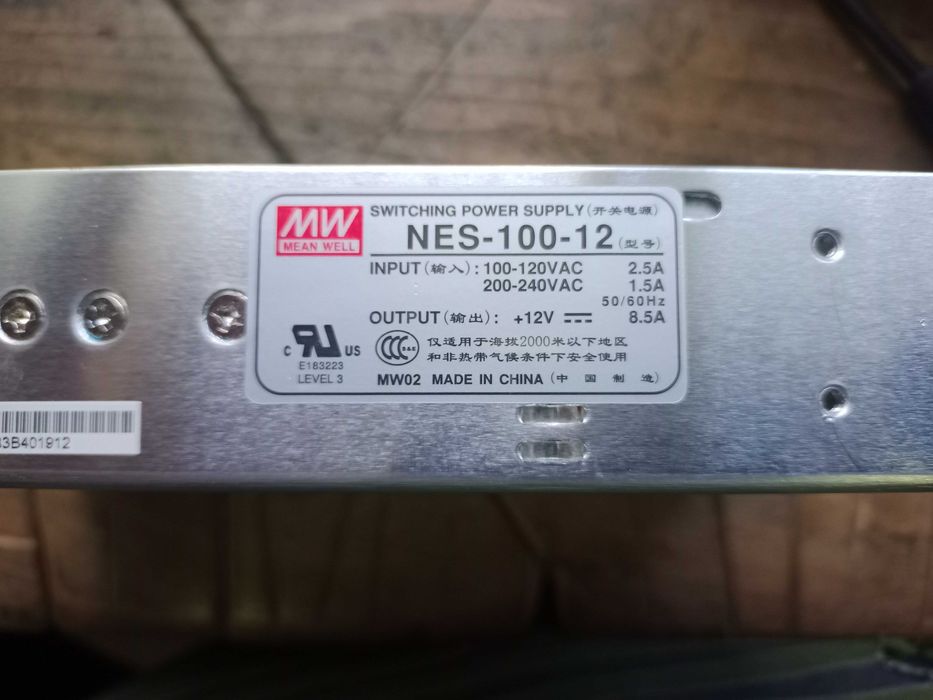 MW
MEAN WELL
SWITCHING POWER SUPPLY (开关电源)
NES-100-12 (型号)
INPUT (输入) : 100-120VAC 2.5A
200-240VAC 1.5A
50/60Hz
OUTPUT (输出) : +12V 8.5A
c RU US
E183223
LEVEL 3
CCC S&E
仅适用于海拔2000米以下地区
和非热带气候条件下安全使用
MW02 MADE IN CHINA (中 国 制 造)
3B401912